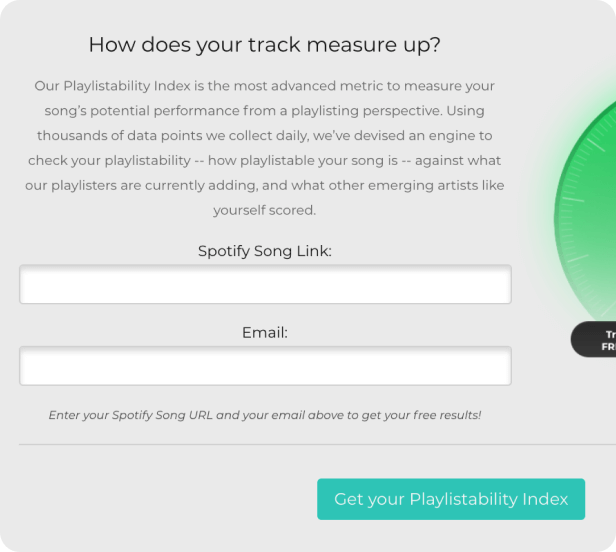 How does your track measure up?
Our Playlistability Index is the most advanced metric to measure your
song's potential performance from a playlisting perspective. Using
thousands of data points we collect daily, we've devised an engine to
check your playlistability -- how playlistable your song is -- against what
our playlisters are currently adding, and what other emerging artists like
yourself scored.
Spotify Song Link:
Email:
Enter your Spotify Song URL and your email above to get your free results!
Get your Playlistability Index